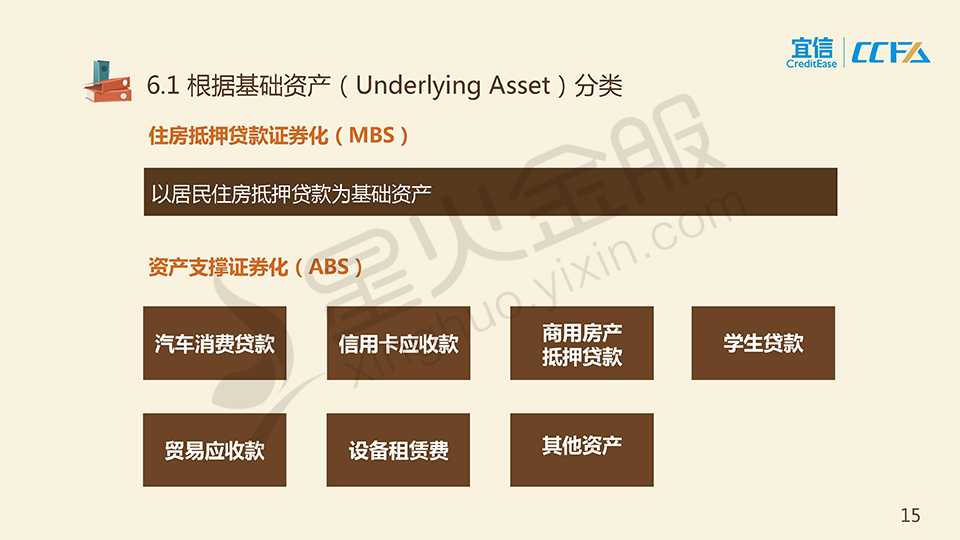 宜信
CreditEase
CCFA
6.1 根据基础资产（Underlying Asset）分类
住房抵押贷款证券化（MBS）
以居民住房抵押贷款为基础资产
资产支撑证券化（ABS）
汽车消费贷款
信用卡应收款
商用房产
抵押贷款
学生贷款
贸易应收款
设备租赁费
其他资产
星火金服
xinghuo.yixin.com
15